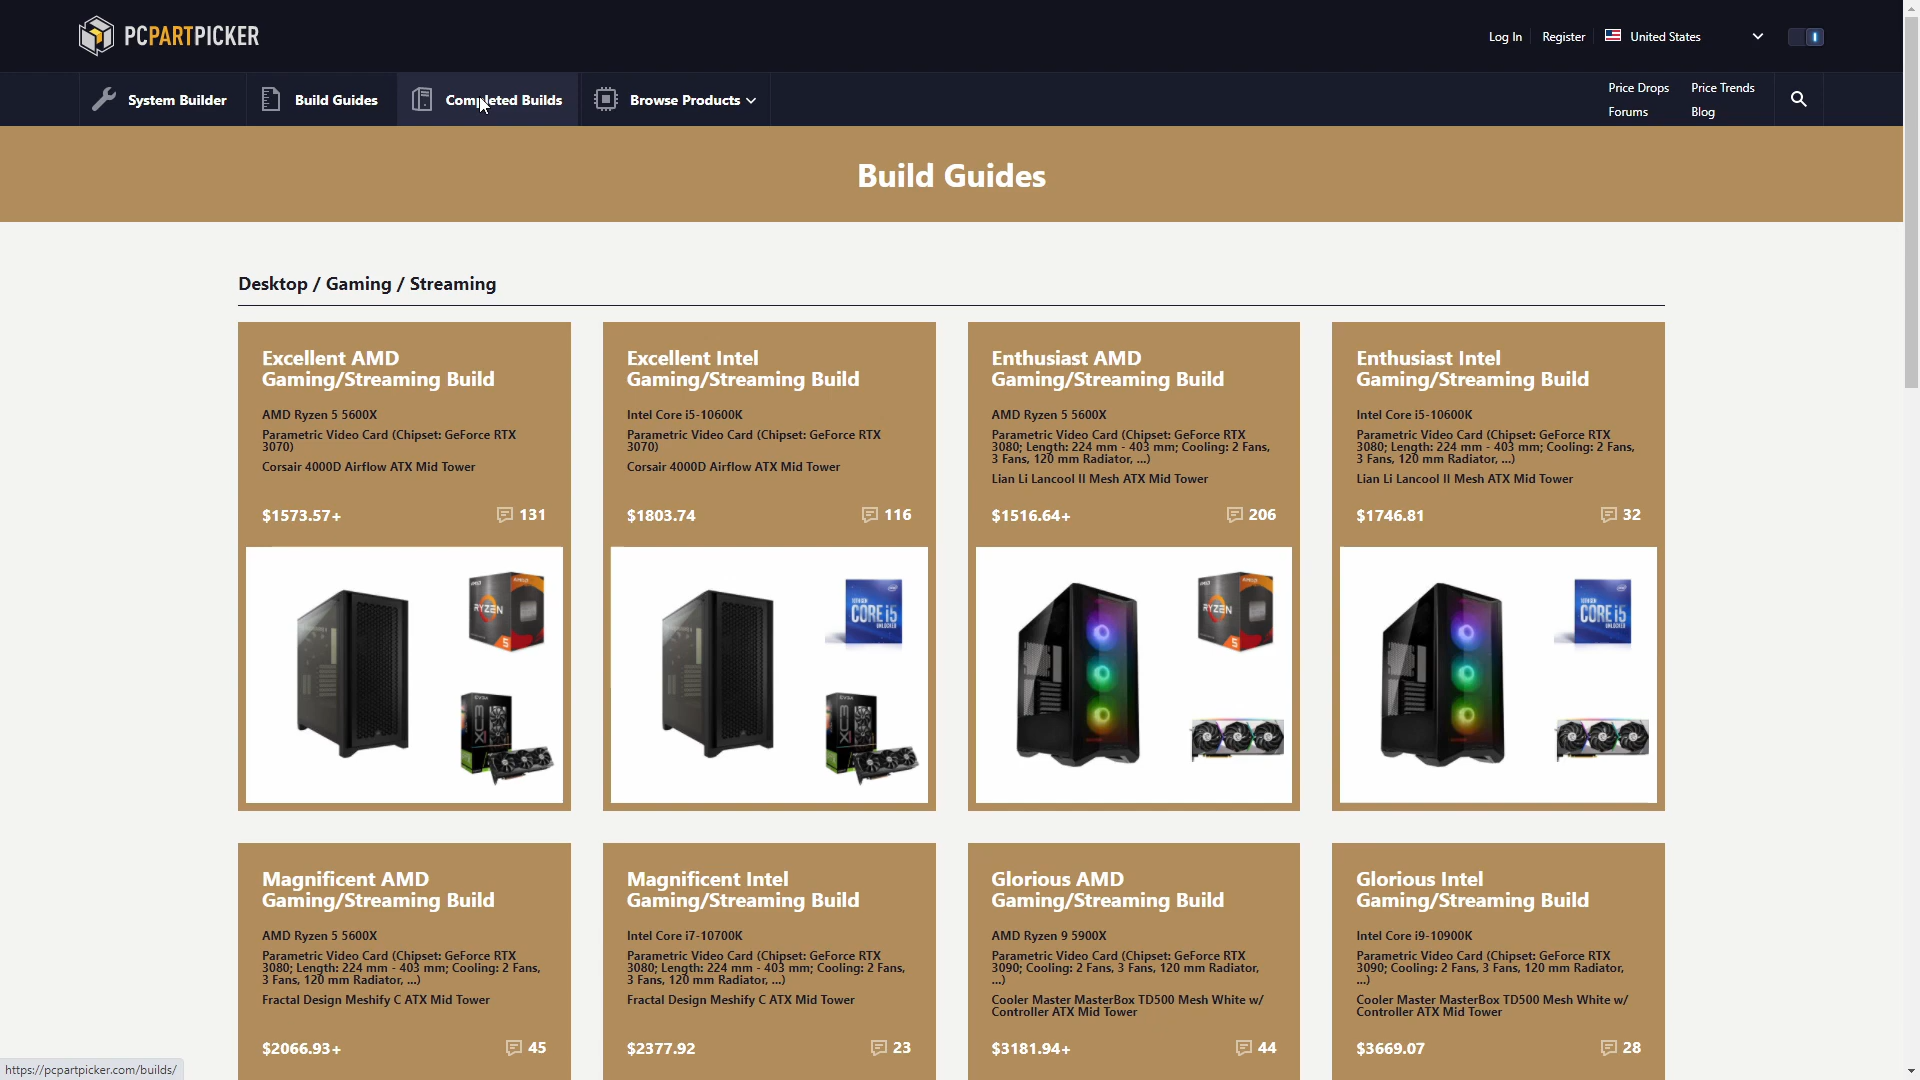 PCPARTPICKER
Log In
Register
United States
System Builder
Build Guides
Completed Builds
Browse Products
Price Drops
Price Trends
Forums
Blog
Build Guides
Desktop / Gaming / Streaming
Excellent AMD
Gaming/Streaming Build
AMD Ryzen 5 5600X
Parametric Video Card (Chipset: GeForce RTX
3070)
Corsair 4000D Airflow ATX Mid Tower
$1573.57+
131
Excellent Intel
Gaming/Streaming Build
Intel Core i5-10600K
Parametric Video Card (Chipset: GeForce RTX
3070)
Corsair 4000D Airflow ATX Mid Tower
$1803.74
116
Enthusiast AMD
Gaming/Streaming Build
AMD Ryzen 5 5600X
Parametric Video Card (Chipset: GeForce RTX
3080; Length: 224 mm - 403 mm; Cooling: 2 Fans,
3 Fans, 120 mm Radiator, ...)
Lian Li Lancool II Mesh ATX Mid Tower
$1516.64+
206
Enthusiast Intel
Gaming/Streaming Build
Intel Core i5-10600K
Parametric Video Card (Chipset: GeForce RTX
3080; Length: 224 mm - 403 mm; Cooling: 2 Fans,
3 Fans, 120 mm Radiator, ...)
Lian Li Lancool II Mesh ATX Mid Tower
$1746.81
32
RYZEN
5
CORE i5
UNLOCKED
EVGA
RYZEN
5
CORE i5
UNLOCKED
EVGA
Magnificent AMD
Gaming/Streaming Build
AMD Ryzen 5 5600X
Parametric Video Card (Chipset: GeForce RTX
3080; Length: 224 mm - 403 mm; Cooling: 2 Fans,
3 Fans, 120 mm Radiator, ...)
Fractal Design Meshify C ATX Mid Tower
$2066.93+
45
Magnificent Intel
Gaming/Streaming Build
Intel Core i7-10700K
Parametric Video Card (Chipset: GeForce RTX
3080; Length: 224 mm - 403 mm; Cooling: 2 Fans,
3 Fans, 120 mm Radiator, ...)
Fractal Design Meshify C ATX Mid Tower
$2377.92
23
Glorious AMD
Gaming/Streaming Build
AMD Ryzen 9 5900X
Parametric Video Card (Chipset: GeForce RTX
3090; Cooling: 2 Fans, 3 Fans, 120 mm Radiator,
...)
Cooler Master MasterBox TD500 Mesh White w/
Controller ATX Mid Tower
$3181.94+
44
Glorious Intel
Gaming/Streaming Build
Intel Core i9-10900K
Parametric Video Card (Chipset: GeForce RTX
3090; Cooling: 2 Fans, 3 Fans, 120 mm Radiator,
...)
Cooler Master MasterBox TD500 Mesh White w/
Controller ATX Mid Tower
$3669.07
28
https://pcpartpicker.com/builds/